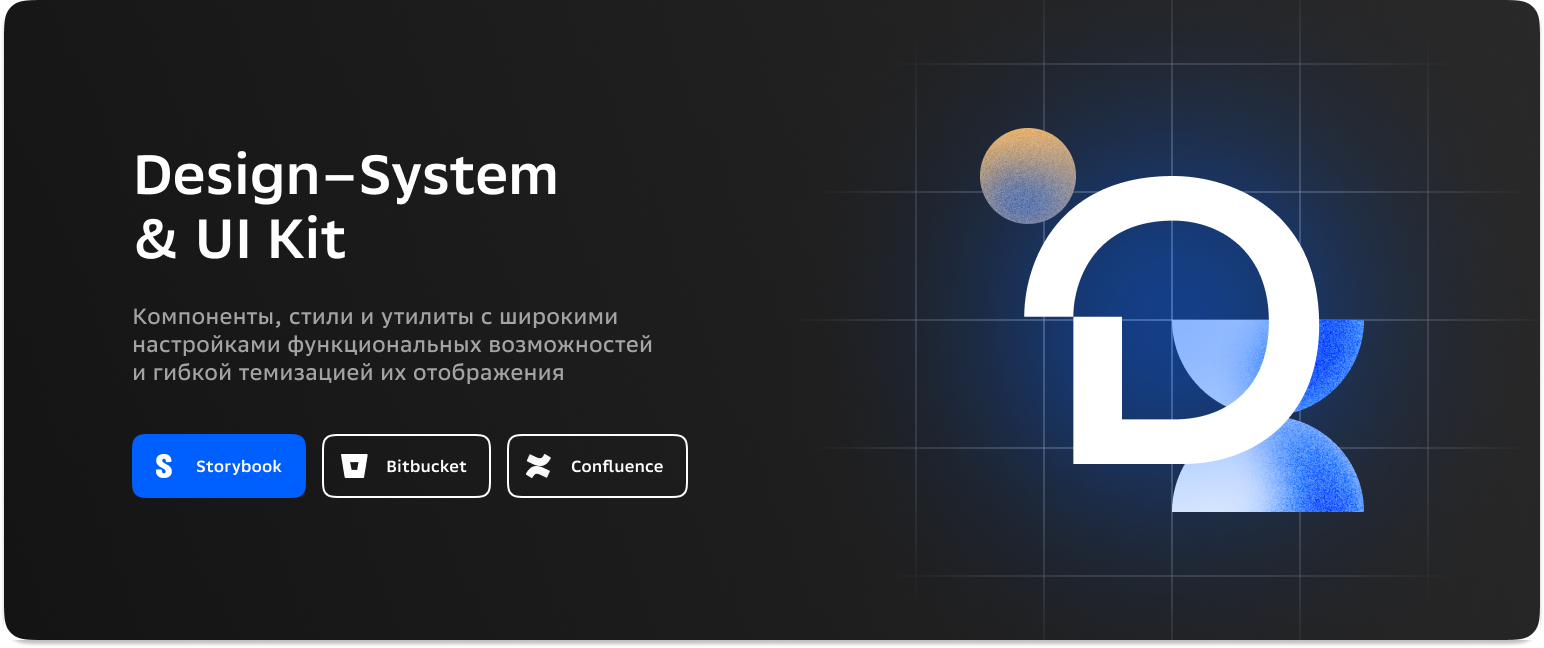 Design–System
& UI Kit
Компоненты, стили и утилиты с широкими
настройками функциональных возможностей
и гибкой темизацией их отображения
Storybook
Bitbucket
Confluence